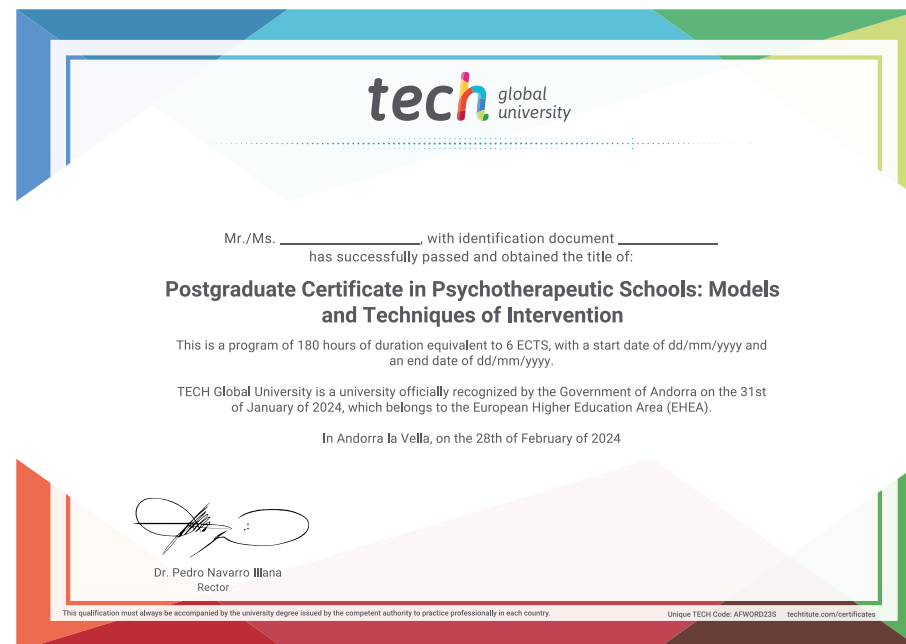 tech global
university
Mr./Ms. ____________________, with identification document ______________
has successfully passed and obtained the title of:
Postgraduate Certificate in Psychotherapeutic Schools: Models
and Techniques of Intervention
This is a program of 180 hours of duration equivalent to 6 ECTS, with a start date of dd/mm/yyyy and
an end date of dd/mm/yyyy.
TECH Global University is a university officially recognized by the Government of Andorra on the 31st
of January of 2024, which belongs to the European Higher Education Area (EHEA).
In Andorra la Vella, on the 28th of February of 2024
Dr. Pedro Navarro Illana
Rector
This qualification must always be accompanied by the university degree issued by the competent authority to practice professionally in each country.
Unique TECH Code: AFWORD23S techtitute.com/certificates